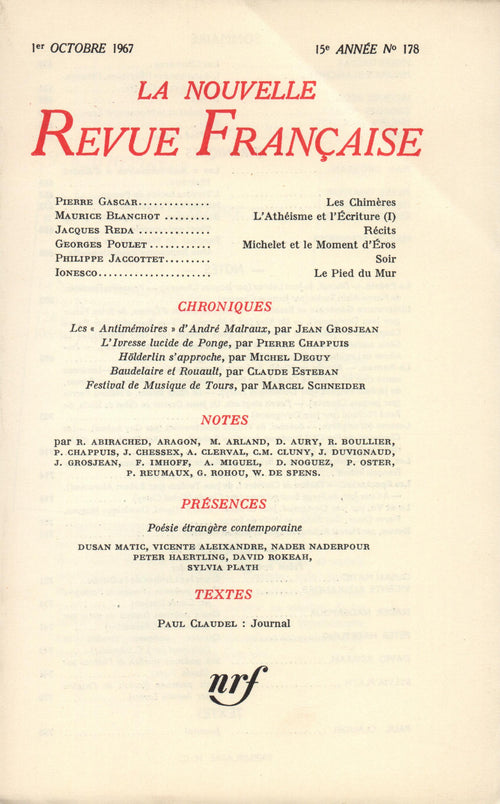 1er OCTOBRE 1967 15e ANNÉE No 178
LA NOUVELLE
REVUE FRANÇAISE
PIERRE GASCAR.............. Les Chimères
MAURICE BLANCHOT ......... L'Athéisme et l'Écriture (I)
JACQUES REDA .............. Récits
GEORGES POULET ............ Michelet et le Moment d'Éros
PHILIPPE JACCOTTET......... Soir
IONESCO...................... Le Pied du Mur
CHRONIQUES
Les « Antimémoires » d'André Malraux, par JEAN GROSJEAN
L'Ivresse lucide de Ponge, par PIERRE CHAPPUIS
Hölderlin s'approche, par MICHEL DEGUY
Baudelaire et Rouault, par CLAUDE ESTEBAN
Festival de Musique de Tours, par MARCEL SCHNEIDER
NOTES
par R. ABIRACHED, ARAGON, M. ARLAND, D. AURY, R. BOULLIER,
P. CHAPPUIS, J. CHESSEX, A. CLERVAL, C.M. CLUNY, J. DUVIGNAUD,
J. GROSJEAN, F. IMHOFF, A. MIGUEL, D. NOGUEZ, P. OSTER,
P. REUMAUX, G. ROHOU, W. DE SPENS.
PRÉSENCES
Poésie étrangère contemporaine
DUSAN MATIC, VICENTE ALEIXANDRE, NADER NADERPOUR
PETER HAERTLING, DAVID ROKEAH,
SYLVIA PLATH
TEXTES
PAUL CLAUDEL : Journal
nrf